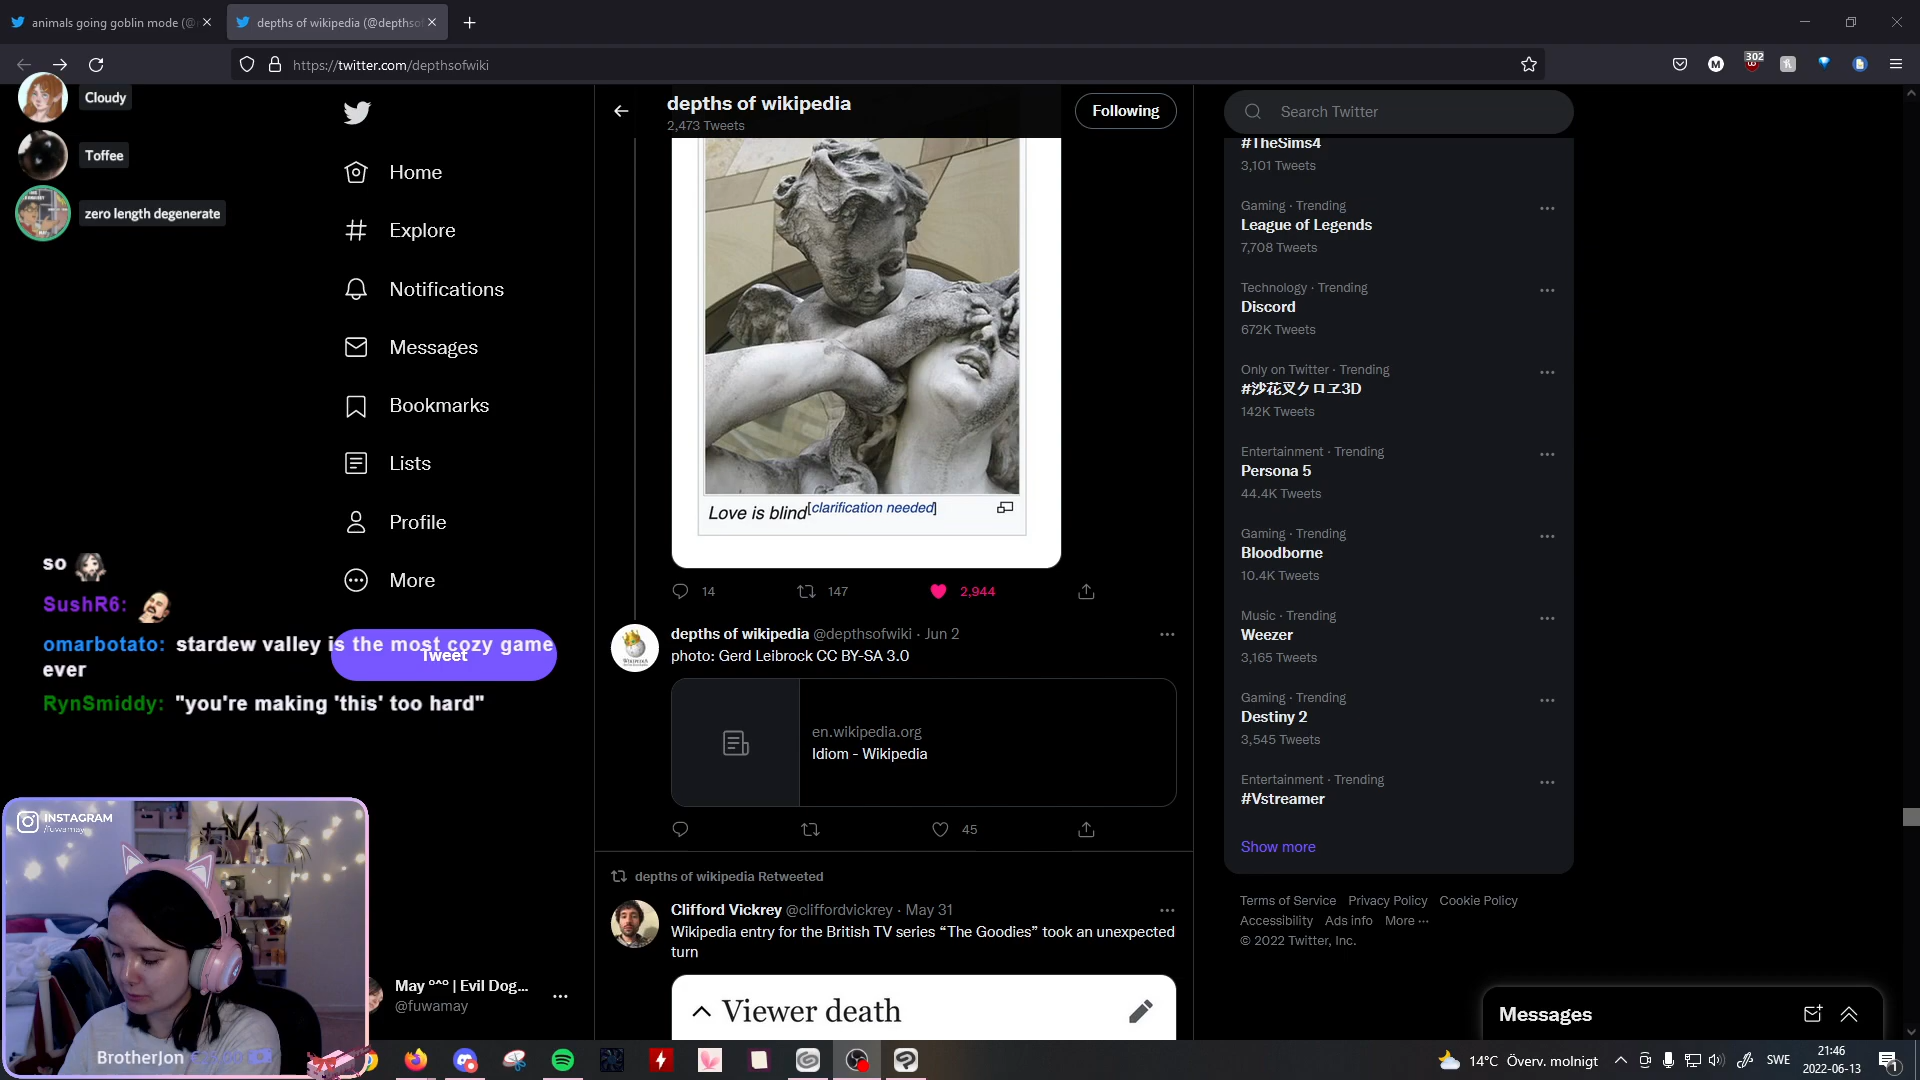 animals going goblin mode (@
depths of wikipedia (@depthso
https://twitter.com/depthsofwiki
302
Cloudy
Toffee
zero length degenerate
Home
Explore
Notifications
Messages
Bookmarks
Lists
Profile
More
Tweet
so
SushR6:
omarbotato: stardew valley is the most cozy game
ever
RynSmiddy: "you're making 'this' too hard"
INSTAGRAM
/fuwamay
BrotherJon
May º^º | Evil Dog...
@fuwamay
depths of wikipedia
2,473 Tweets
Following
Love is blind[clarification needed]
14
147
2,944
depths of wikipedia @depthsofwiki · Jun 2
photo: Gerd Leibrock CC BY-SA 3.0
en.wikipedia.org
Idiom - Wikipedia
45
depths of wikipedia Retweeted
Clifford Vickrey @cliffordvickrey · May 31
Wikipedia entry for the British TV series “The Goodies” took an unexpected
turn
Viewer death
Search Twitter
#TheSims4
3,101 Tweets
Gaming · Trending
League of Legends
7,708 Tweets
Technology · Trending
Discord
672K Tweets
Only on Twitter · Trending
#沙花叉クロヱ3D
142K Tweets
Entertainment · Trending
Persona 5
44.4K Tweets
Gaming · Trending
Bloodborne
10.4K Tweets
Music · Trending
Weezer
3,165 Tweets
Gaming · Trending
Destiny 2
3,545 Tweets
Entertainment · Trending
#Vstreamer
Show more
Terms of Service Privacy Policy Cookie Policy
Accessibility Ads info More ···
© 2022 Twitter, Inc.
Messages
14°C Överv. molnigt
SWE
21:46
2022-06-13
1